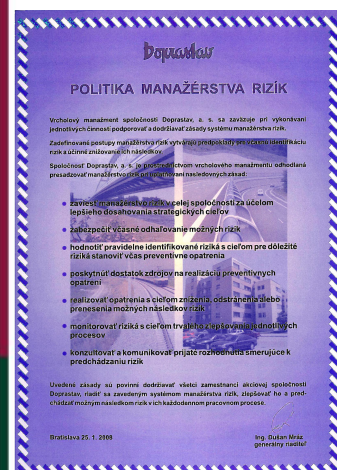 Doprastav
POLITIKA MANAŽÉRSTVA RIZÍK
Vrcholový manažment spoločnosti Doprastav, a. s. sa zaväzuje pri vykonávaní
jednotlivých činností podporovať a dodržiavať zásady systému manažérstva rizík.
Zadefinované postupy manažérstva rizík vytvárajú predpoklady pre včasnú identifikáciu
rizík a účinné znižovanie ich následkov.
Spoločnosť Doprastav, a. s. je prostredníctvom vrcholového manažmentu odhodlaná
presadzovať manažérstvo rizík pri uplatňovaní nasledovných zásad:
• zaviesť manažérstvo rizík v celej spoločnosti za účelom
lepšieho dosahovania strategických cieľov
• zabezpečiť včasné odhaľovanie možných rizík
• hodnotiť pravidelne identifikované riziká s cieľom pre dôležité
riziká stanoviť včas preventívne opatrenia
• poskytnúť dostatok zdrojov na realizáciu preventívnych
opatrení
• realizovať opatrenia s cieľom zníženia, odstránenia alebo
prenesenia možných následkov rizík
• monitorovať riziká s cieľom trvalého zlepšovania jednotlivých
procesov
• konzultovať a komunikovať prijaté rozhodnutia smerujúce k
predchádzaniu rizík
Uvedené zásady sú povinní dodržiavať všetci zamestnanci akciovej spoločnosti
Doprastav, riadiť sa zavedeným systémom manažérstva rizík, zlepšovať ho a pred-
chádzať možným následkom rizík v ich každodennom pracovnom procese.
Bratislava 25. 1. 2008
Ing. Dušan Mráz
generálny riaditeľ